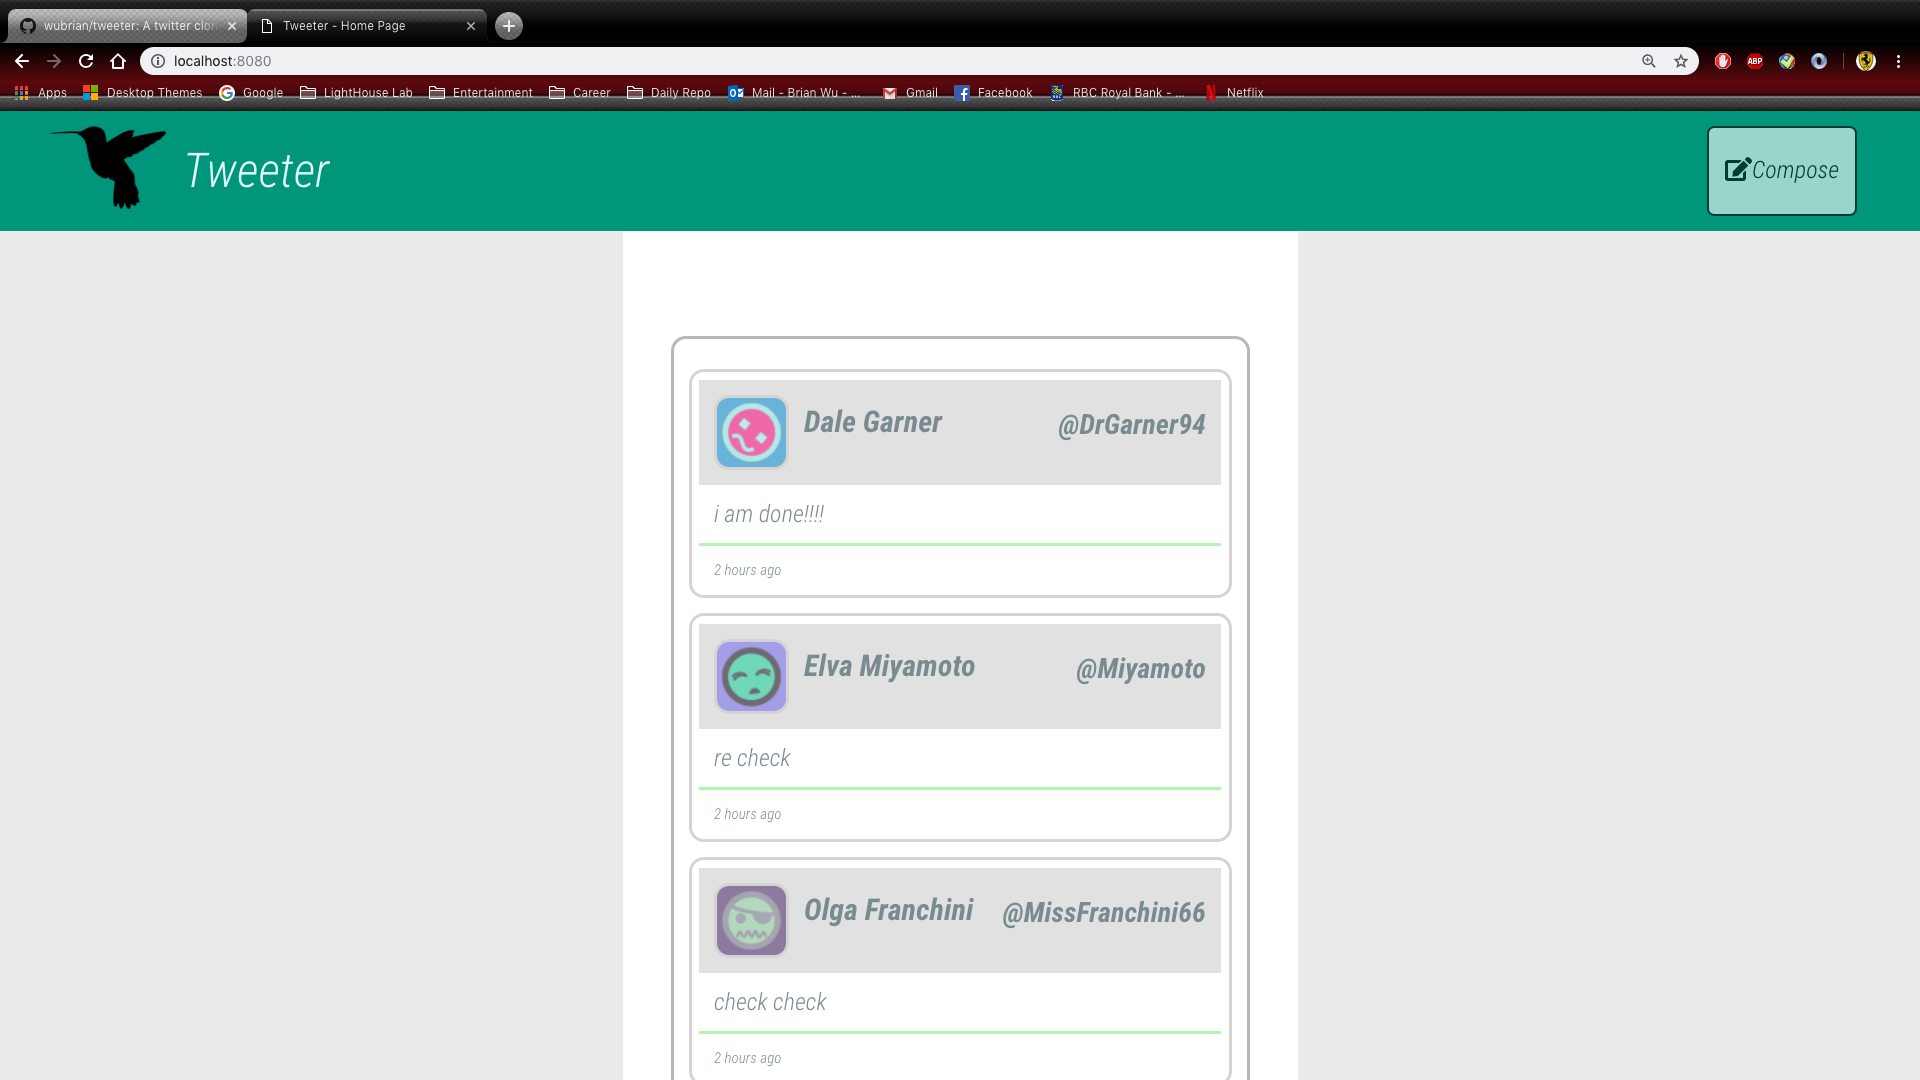 wubrian/tweeter: A twitter clon
Tweeter - Home Page
localhost:8080
Apps Desktop Themes Google LightHouse Lab Entertainment Career Daily Repo Mail - Brian Wu - ... Gmail Facebook RBC Royal Bank - ... Netflix
ABP
Tweeter
Compose
Dale Garner @DrGarner94
i am done!!!!
2 hours ago
Elva Miyamoto @Miyamoto
re check
2 hours ago
Olga Franchini @MissFranchini66
check check
2 hours ago